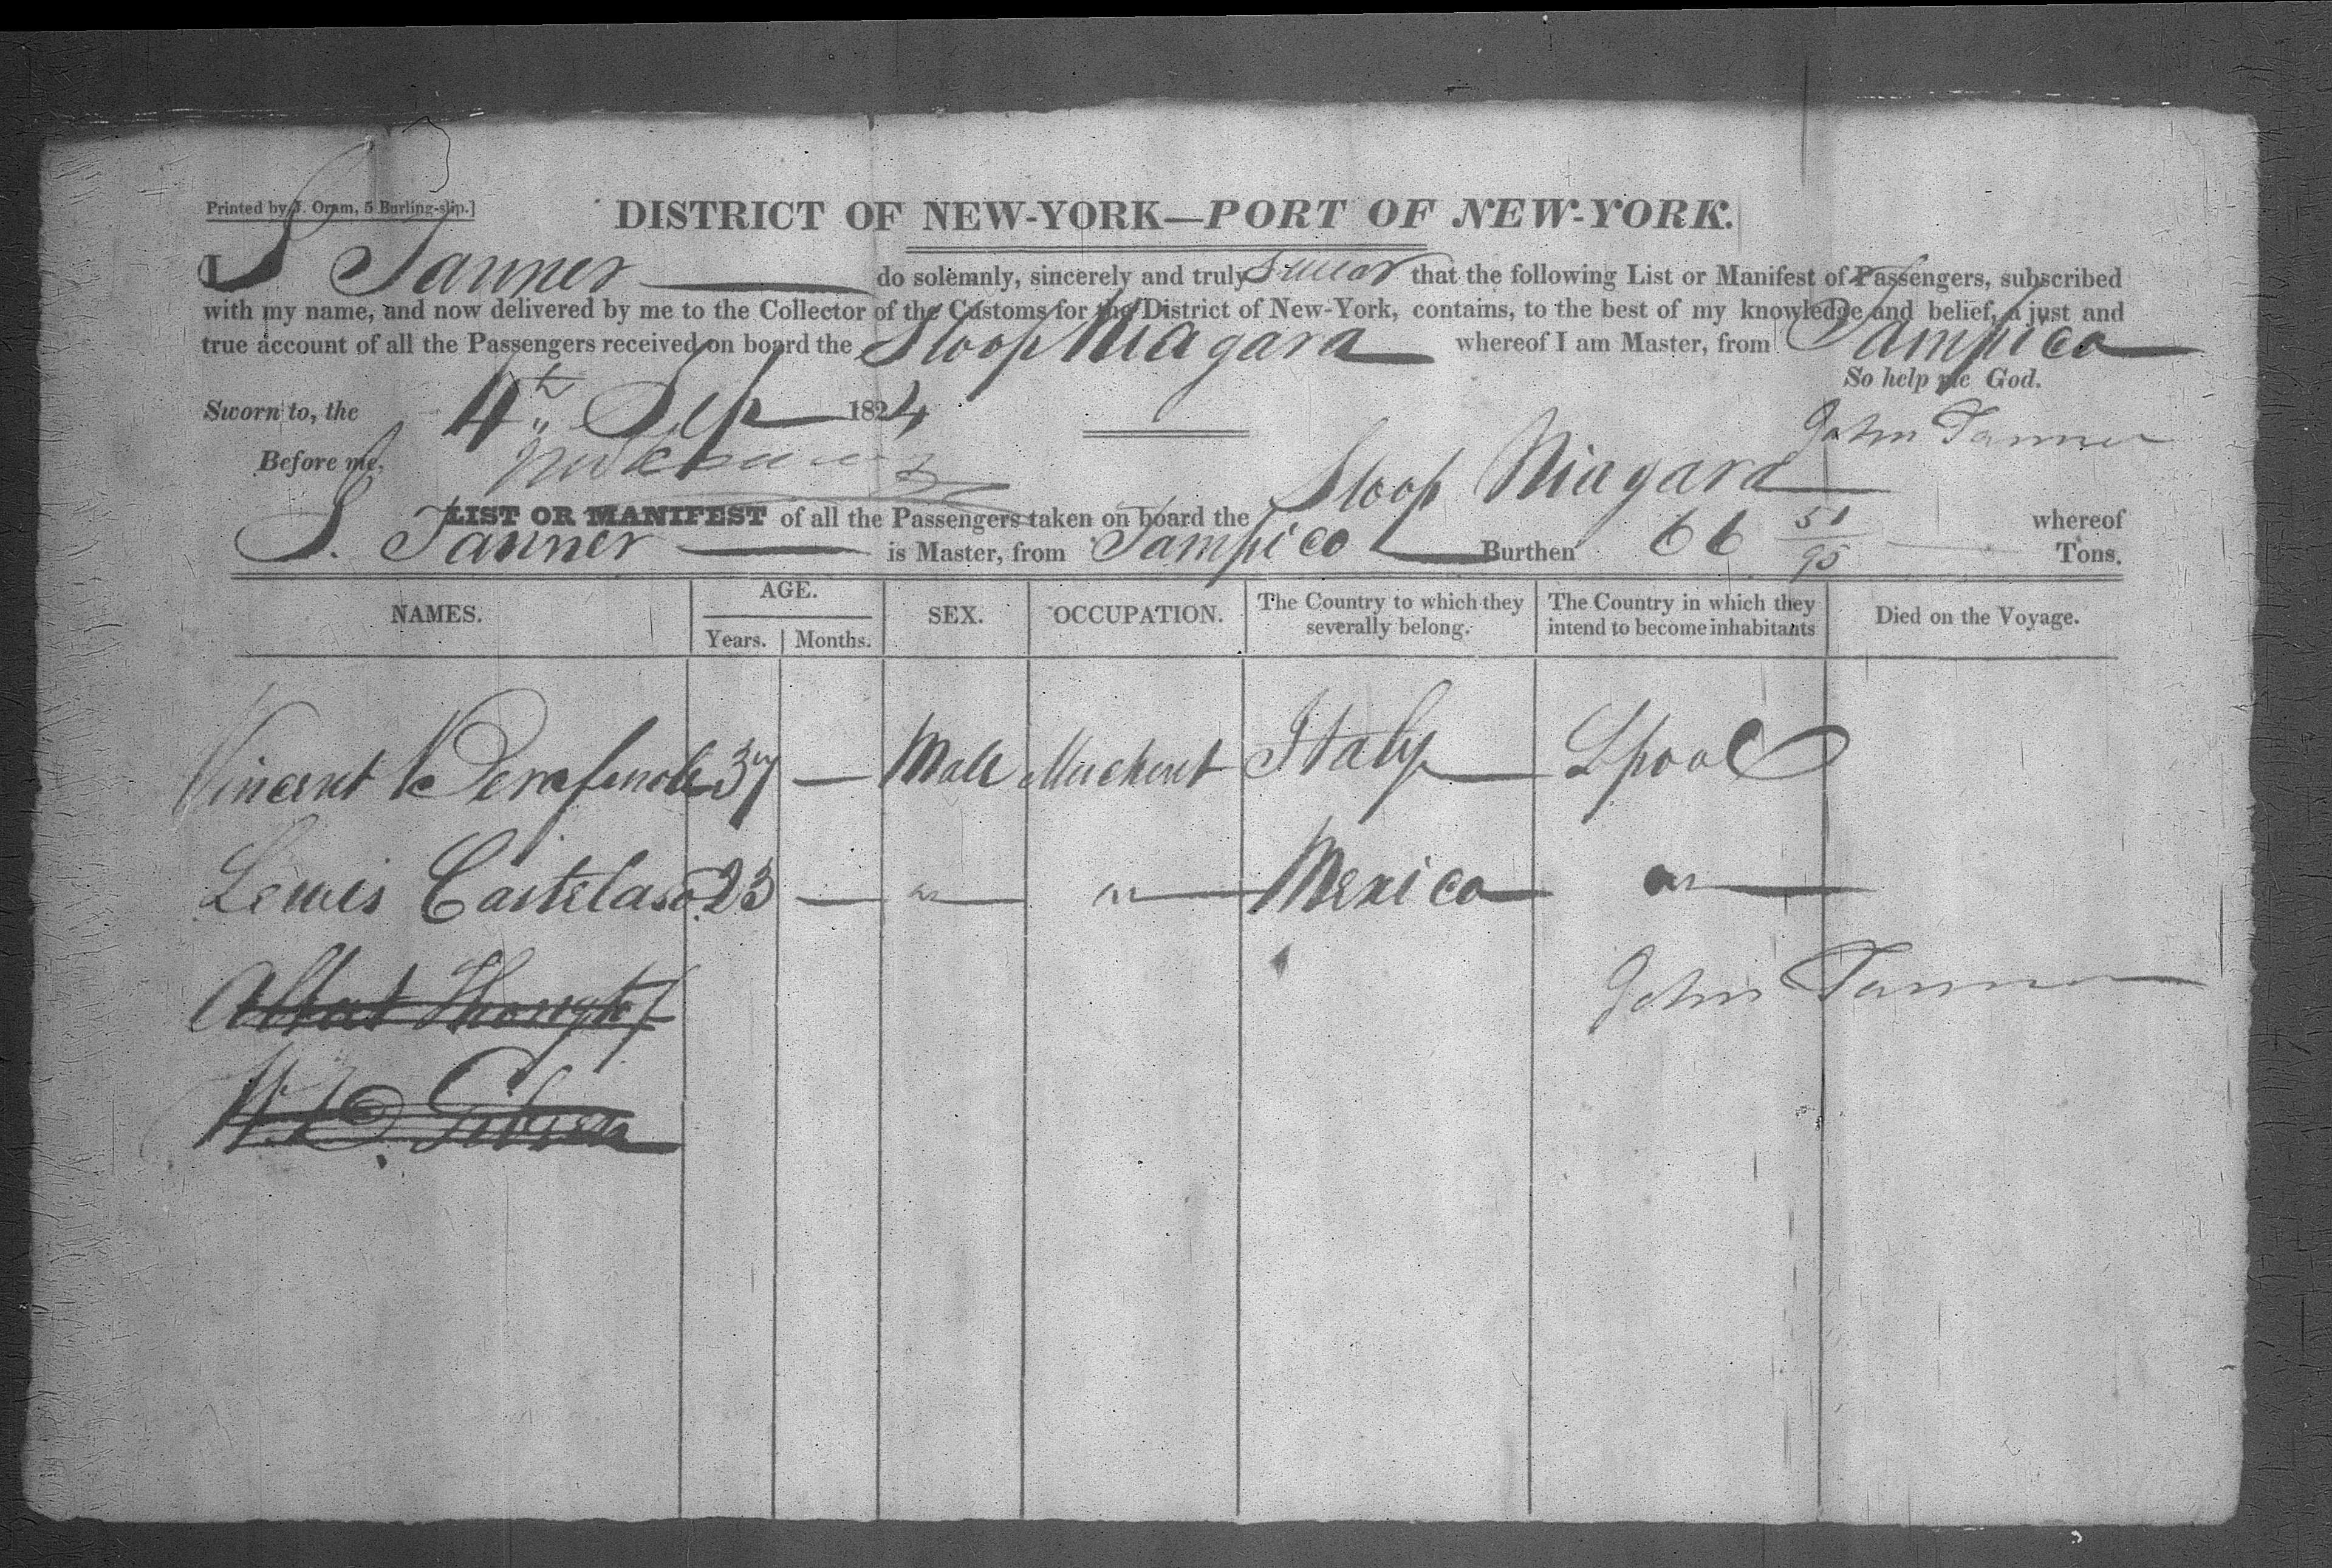 Printed by J. Oram, 5 Burling-slip.]
DISTRICT OF NEW-YORK—PORT OF NEW-YORK.
I J Tanner do solemnly, sincerely and truly swear that the following List or Manifest of Passengers, subscribed
with my name, and now delivered by me to the Collector of the Customs for the District of New-York, contains, to the best of my knowledge and belief, a just and
true account of all the Passengers received on board the Sloop Niagara whereof I am Master, from Tampico
So help me God.
Sworn to, the 4th Sep 1824
John Tanner
Before me,
LIST OR MANIFEST of all the Passengers taken on board the Sloop Niagara whereof
J. Tanner is Master, from Tampico Burthen 66 51/95 Tons.
NAMES. AGE. Years. Months. SEX. OCCUPATION. The Country to which they severally belong. The Country in which they intend to become inhabitants Died on the Voyage.
Vincent 37 — Male Merchant Italy Lpool
Lewis Castelaso 23 — " " Mexico "
John Tanner